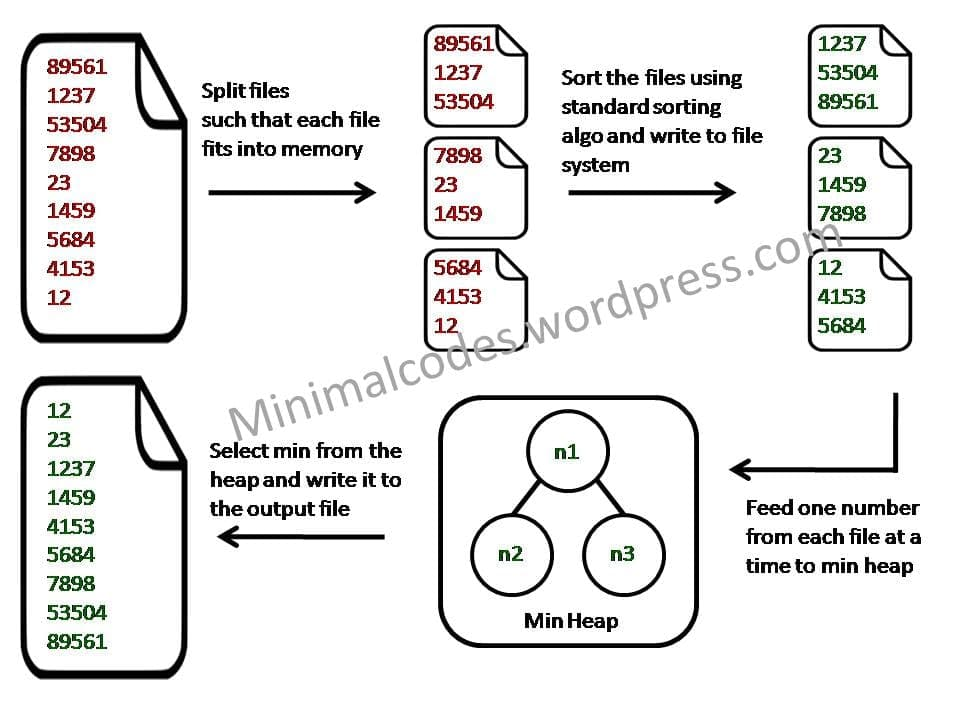 89561
1237
53504
7898
23
1459
5684
4153
12
Split files
such that each file
fits into memory
89561
1237
53504
7898
23
1459
5684
4153
12
Sort the files using
standard sorting
algo and write to file
system
1237
53504
89561
23
1459
7898
12
4153
5684
Minimalcodes.wordpress.com
Feed one number
from each file at a
time to min heap
n1
n2
n3
Min Heap
Select min from the
heap and write it to
the output file
12
23
1237
1459
4153
5684
7898
53504
89561